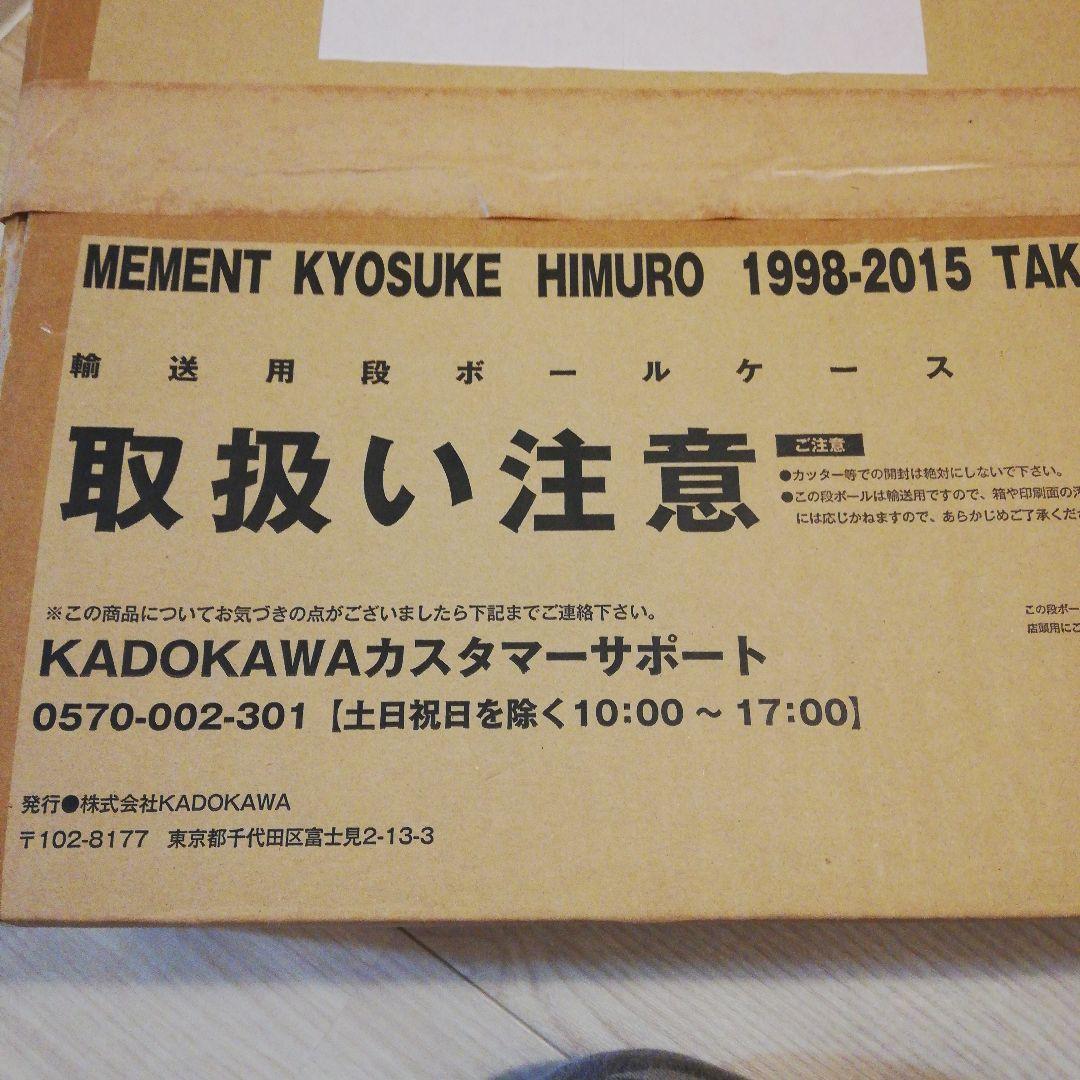 MEMENT KYOSUKE HIMURO 1998-2015 TAK
輸送用段ボールケース
取扱い注意
ご注意
●カッター等での開封は絶対にしないで下さい。
●この段ボールは輸送用ですので、箱や印刷面の
には応じかねますので、あらかじめご了承くだ
※この商品についてお気づきの点がございましたら下記までご連絡下さい。
この段ボー
店頭用にご
KADOKAWAカスタマーサポート
0570-002-301【土日祝日を除く10:00 ~ 17:00】
発行●株式会社KADOKAWA
〒102-8177 東京都千代田区富士見2-13-3